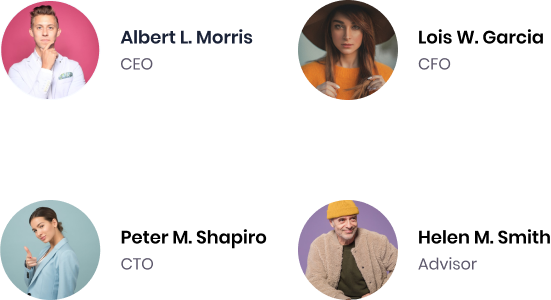 Albert L. Morris
CEO
Lois W. Garcia
CFO
Peter M. Shapiro
CTO
Helen M. Smith
Advisor